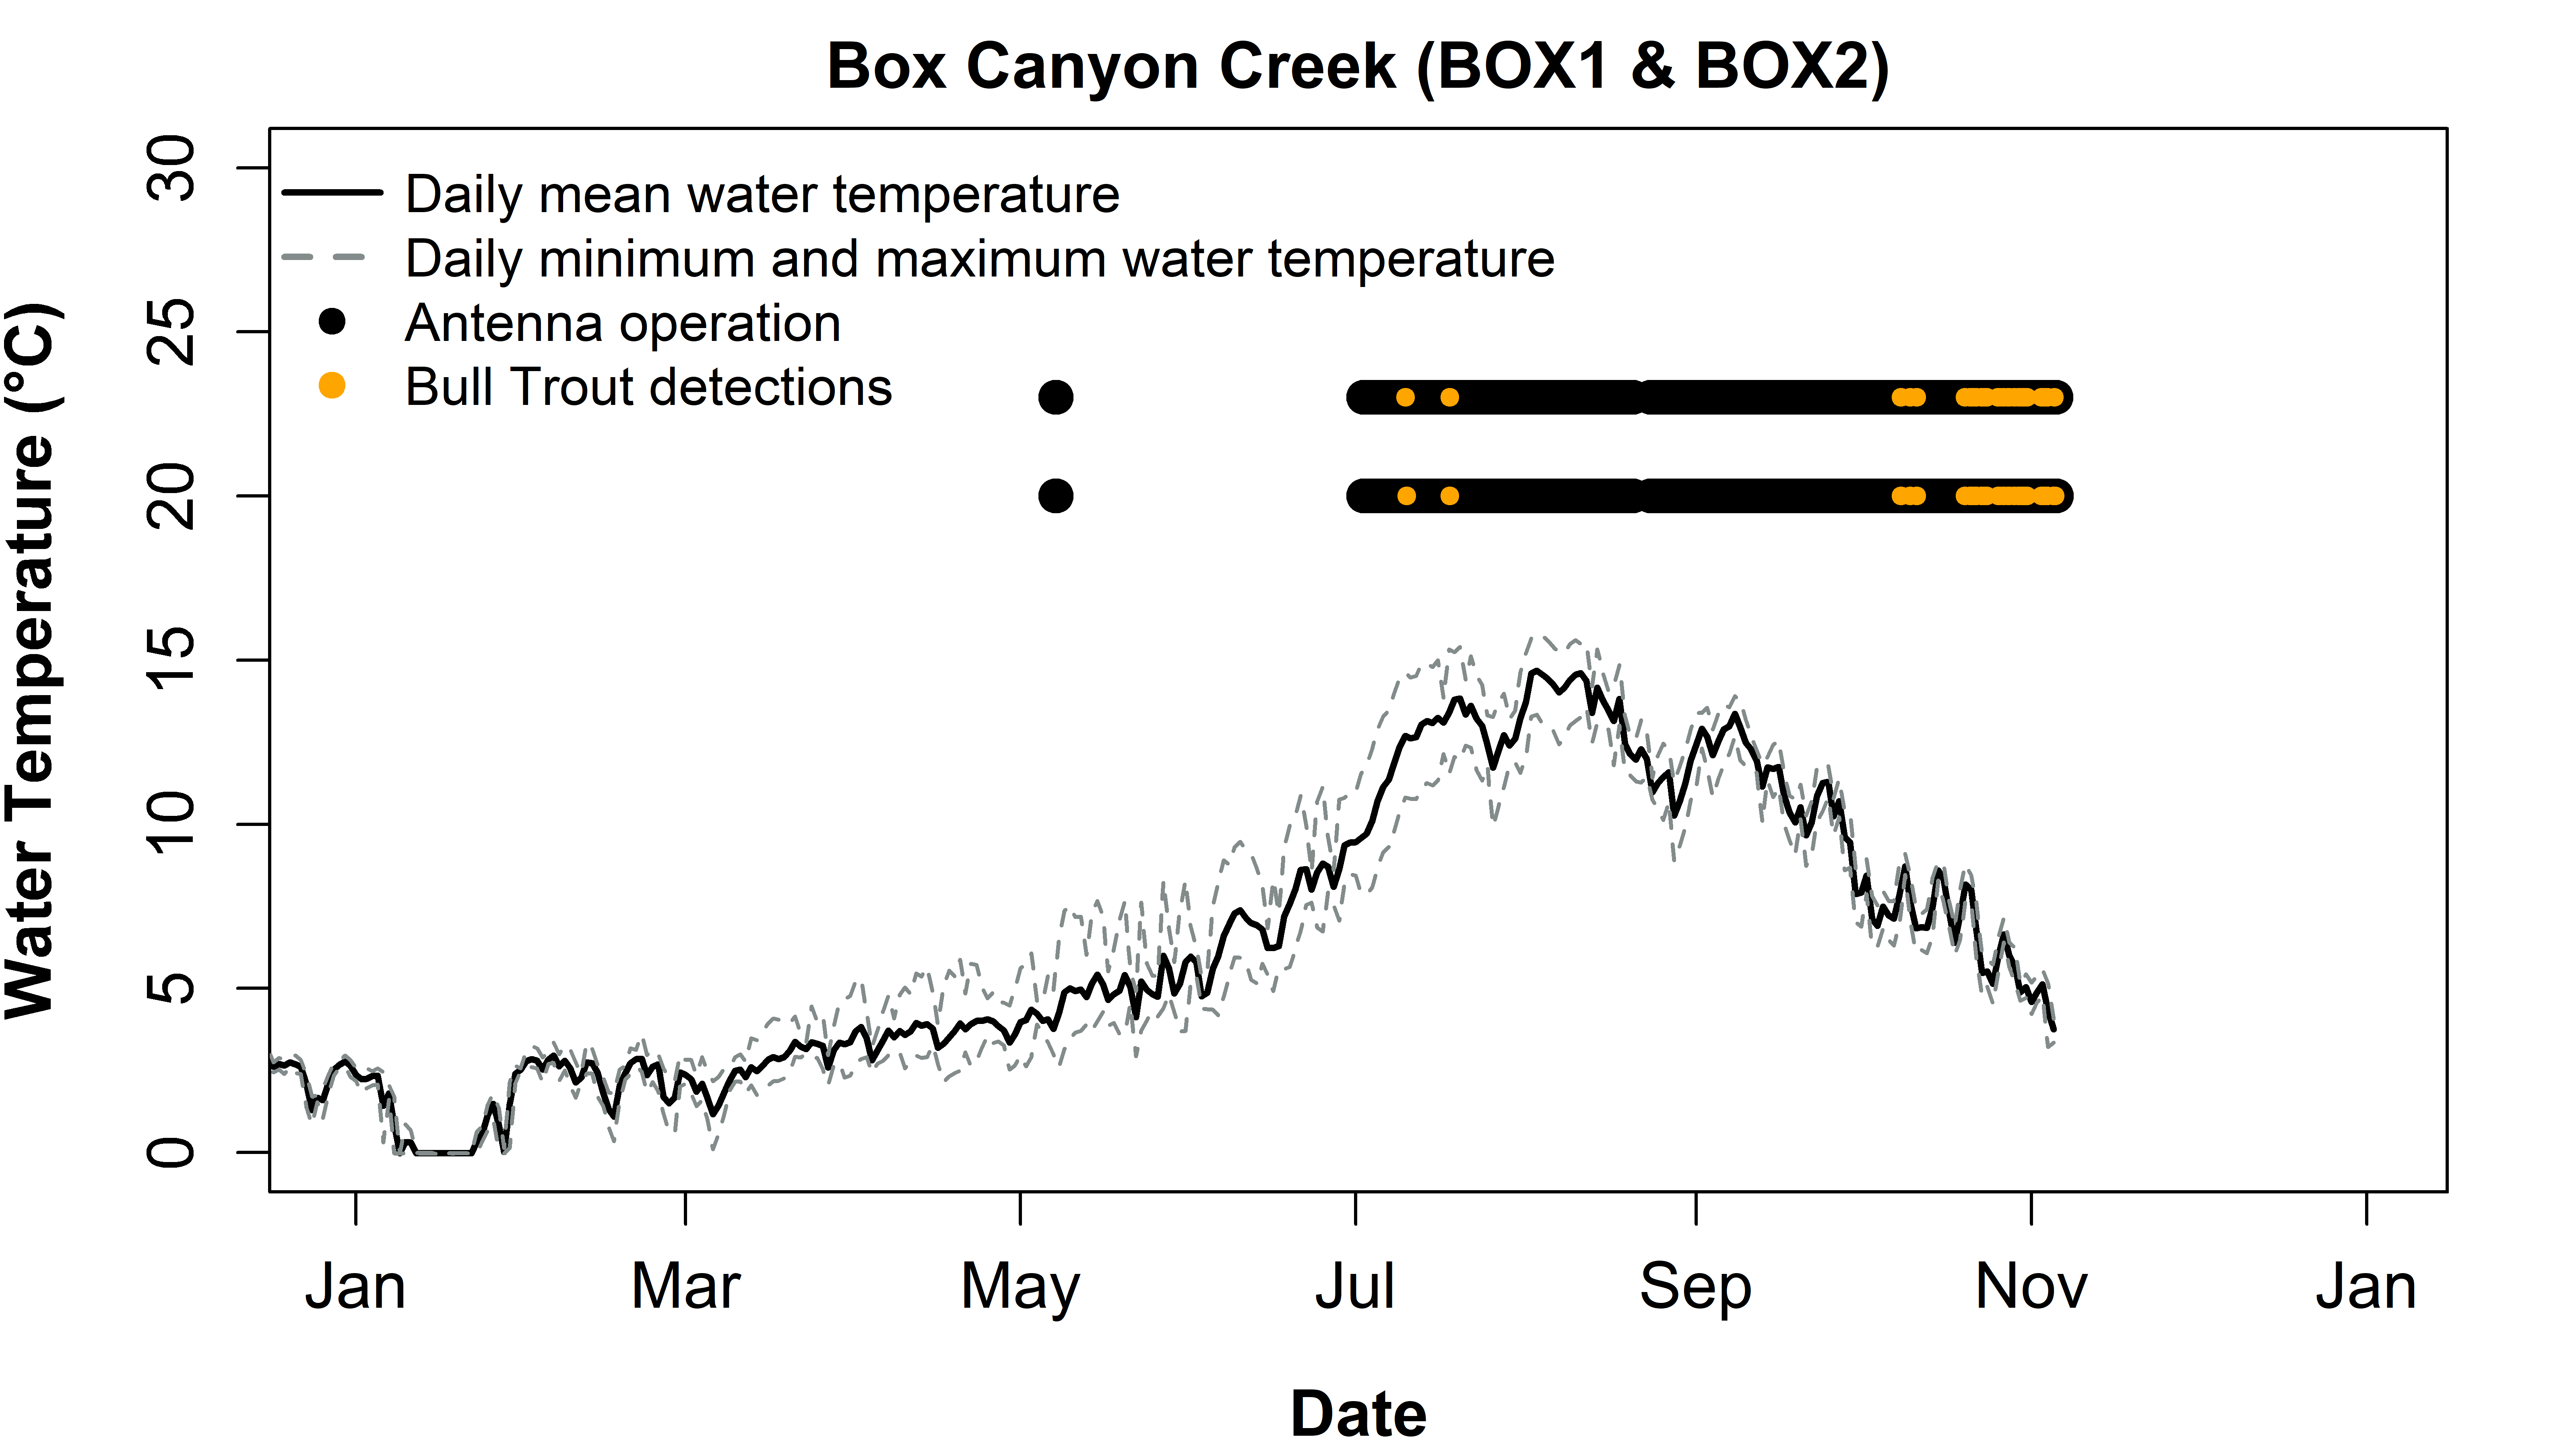 Box Canyon Creek (BOX1 & BOX2)
Daily mean water temperature
Daily minimum and maximum water temperature
Antenna operation
Bull Trout detections
Water Temperature (°C)
30
25
20
15
10
5
0
Jan Mar May Jul Sep Nov Jan
Date